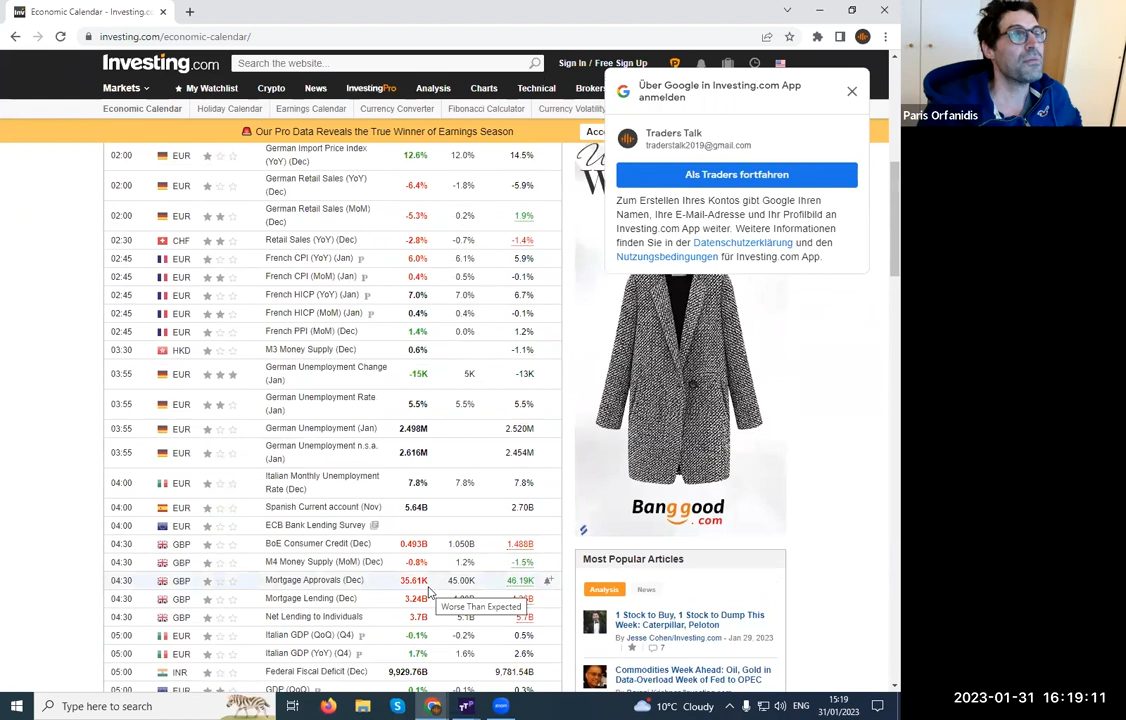 Economic Calendar - Investing.co
investing.com/economic-calendar/
Investing.com
Search the website...
Sign In / Free Sign Up
Markets
My Watchlist
Crypto
News
InvestingPro
Analysis
Charts
Technical
Brokers
Economic Calendar
Holiday Calendar
Earnings Calendar
Currency Converter
Fibonacci Calculator
Currency Volatility
Our Pro Data Reveals the True Winner of Earnings Season
Acc
Über Google in Investing.com App
anmelden
Traders Talk
traderstalk2019@gmail.com
Als Traders fortfahren
Zum Erstellen Ihres Kontos gibt Google Ihren
Namen, Ihre E-Mail-Adresse und Ihr Profilbild an
Investing.com App weiter. Weitere Informationen
finden Sie in der Datenschutzerklärung und den
Nutzungsbedingungen für Investing.com App.
Paris Orfanidis
02:00 EUR German Import Price Index 12.6% 12.0% 14.5%
(YoY) (Dec)
02:00 EUR German Retail Sales (YoY) -6.4% -1.8% -5.9%
(Dec)
02:00 EUR German Retail Sales (MoM) -5.3% 0.2% 1.9%
(Dec)
02:30 CHF Retail Sales (YoY) (Dec) -2.8% -0.7% -1.4%
02:45 EUR French CPI (YoY) (Jan) P 6.0% 6.1% 5.9%
02:45 EUR French CPI (MoM) (Jan) P 0.4% 0.5% -0.1%
02:45 EUR French HICP (YoY) (Jan) P 7.0% 7.0% 6.7%
02:45 EUR French HICP (MoM) (Jan) P 0.4% 0.4% -0.1%
02:45 EUR French PPI (MoM) (Dec) 1.4% 0.0% 1.2%
03:30 HKD M3 Money Supply (Dec) 0.6% -1.1%
03:55 EUR German Unemployment Change -15K 5K -13K
(Jan)
03:55 EUR German Unemployment Rate 5.5% 5.5% 5.5%
(Jan)
03:55 EUR German Unemployment (Jan) 2.498M 2.520M
03:55 EUR German Unemployment n.s.a. 2.616M 2.454M
(Jan)
04:00 EUR Italian Monthly Unemployment 7.8% 7.8% 7.8%
Rate (Dec)
04:00 EUR Spanish Current account (Nov) 5.64B 2.70B
04:00 EUR ECB Bank Lending Survey
04:30 GBP BoE Consumer Credit (Dec) 0.493B 1.050B 1.488B
04:30 GBP M4 Money Supply (MoM) (Dec) -0.8% 1.2% -1.5%
04:30 GBP Mortgage Approvals (Dec) 35.61K 45.00K 46.19K
04:30 GBP Mortgage Lending (Dec) 3.24B
Worse Than Expected
04:30 GBP Net Lending to Individuals 3.7B 5.1B 5.7B
05:00 EUR Italian GDP (QoQ) (Q4) P -0.1% -0.2% 0.5%
05:00 EUR Italian GDP (YoY) (Q4) P 1.7% 1.6% 2.6%
05:00 INR Federal Fiscal Deficit (Dec) 9,929.76B 9,781.54B
05:00 EUR GDP (QoQ) 0.1% -0.1% 0.3%
Banggood
.com
Most Popular Articles
Analysis
News
1 Stock to Buy, 1 Stock to Dump This
Week: Caterpillar, Peloton
By Jesse Cohen/Investing.com - Jan 29, 2023
7
Commodities Week Ahead: Oil, Gold in
Data-Overload Week of Fed to OPEC
Type here to search
10°C Cloudy
ENG
15:19
31/01/2023
2023-01-31 16:19:11